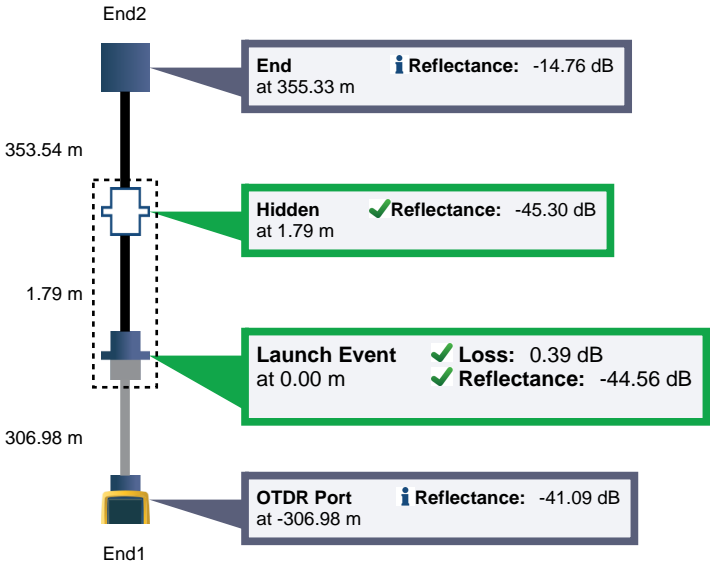 End2
End Reflectance: -14.76 dB
at 355.33 m
353.54 m
Hidden Reflectance: -45.30 dB
at 1.79 m
1.79 m
Launch Event Loss: 0.39 dB
at 0.00 m Reflectance: -44.56 dB
306.98 m
OTDR Port Reflectance: -41.09 dB
at -306.98 m
End1